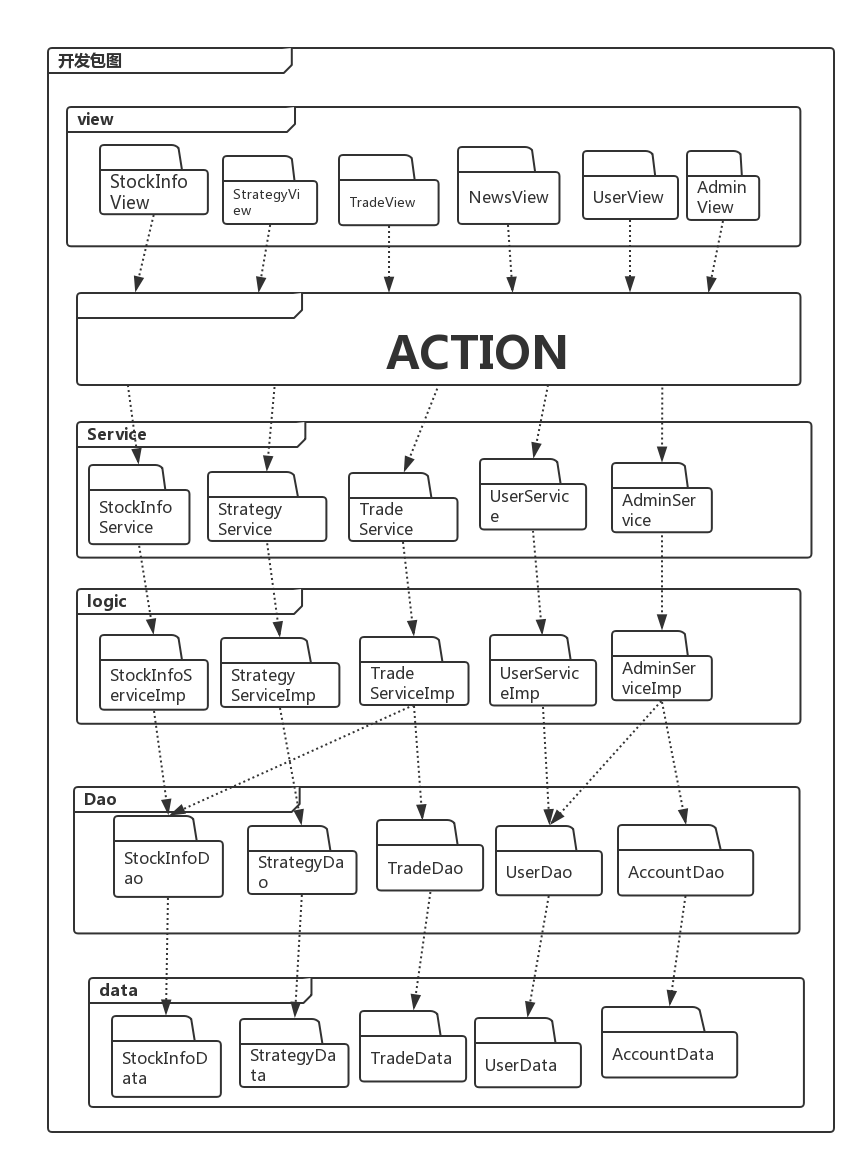 开发包图
view
StockInfo
View
StrategyVi
ew
TradeView
NewsView
UserView
Admin
View
ACTION
Service
StockInfo
Service
Strategy
Service
Trade
Service
UserServic
e
AdminSer
vice
logic
StockInfoS
erviceImp
Strategy
ServiceImp
Trade
ServiceImp
UserServic
eImp
AdminSer
viceImp
Dao
StockInfoD
ao
StrategyDa
o
TradeDao
UserDao
AccountDao
data
StockInfoD
ata
StrategyDa
ta
TradeData
UserData
AccountData